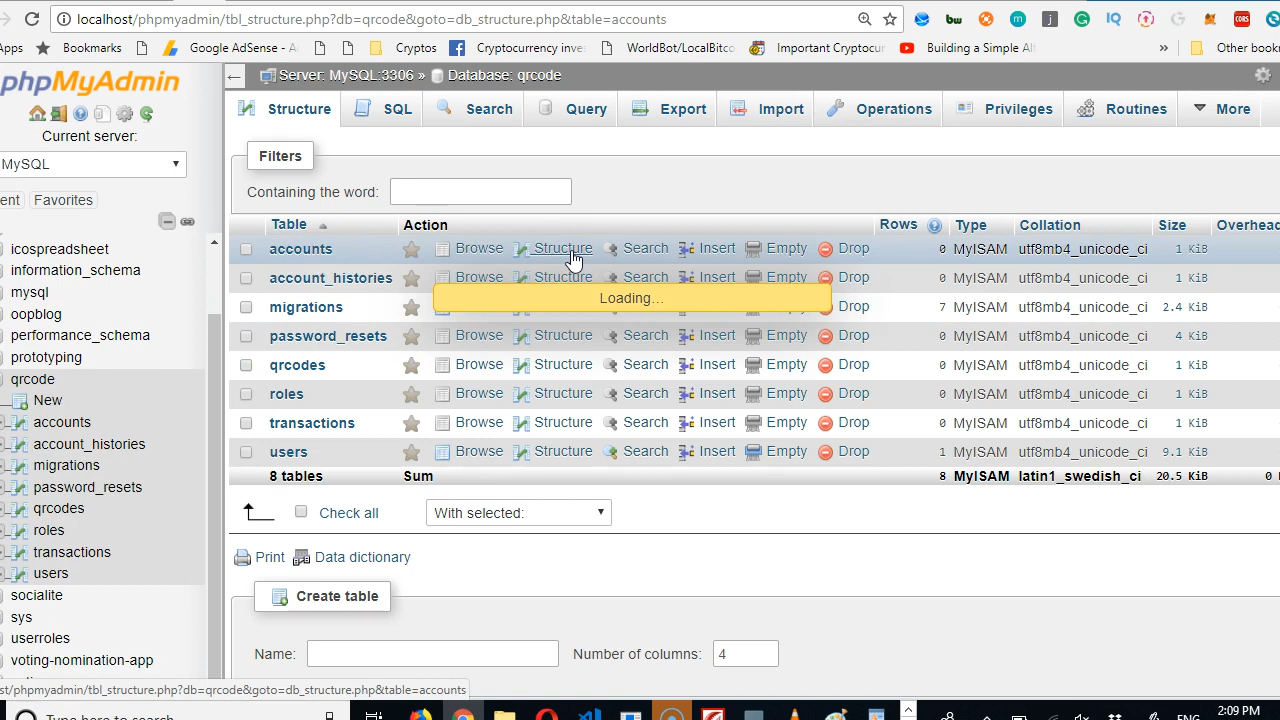 localhost/phpmyadmin/tbl_structure.php?db=qrcode&goto=db_structure.php&table=accounts
Apps Bookmarks Google AdSense - A Cryptos Cryptocurrency inve: WorldBot/LocalBitco Important Cryptocur Building a Simple Al » Other book
phpMyAdmin
Server: MySQL:3306 » Database: qrcode
Structure SQL Search Query Export Import Operations Privileges Routines More
Current server:
MySQL
ent Favorites
Filters
Containing the word:
Table Action Rows Type Collation Size Overhead
accounts Browse Structure Search Insert Empty Drop 0 MyISAM utf8mb4_unicode_ci 1 KiB
account_histories Browse Structure Search Insert Empty Drop 0 MyISAM utf8mb4_unicode_ci 1 KiB
Loading...
migrations Drop 7 MyISAM utf8mb4_unicode_ci 2.4 KiB
password_resets Browse Structure Search Insert Empty Drop 0 MyISAM utf8mb4_unicode_ci 4 KiB
qrcodes Browse Structure Search Insert Empty Drop 0 MyISAM utf8mb4_unicode_ci 1 KiB
roles Browse Structure Search Insert Empty Drop 0 MyISAM utf8mb4_unicode_ci 1 KiB
transactions Browse Structure Search Insert Empty Drop 0 MyISAM utf8mb4_unicode_ci 1 KiB
users Browse Structure Search Insert Empty Drop 1 MyISAM utf8mb4_unicode_ci 9.1 KiB
8 tables Sum 8 MyISAM latin1_swedish_ci 20.5 KiB 0
Check all With selected:
Print Data dictionary
Create table
Name: Number of columns: 4
icospreadsheet
information_schema
mysql
oopblog
performance_schema
prototyping
qrcode
New
accounts
account_histories
migrations
password_resets
qrcodes
roles
transactions
users
socialite
sys
userroles
voting-nomination-app
st/phpmyadmin/tbl_structure.php?db=qrcode&goto=db_structure.php&table=accounts
Type here to search
ENG 2:09 PM